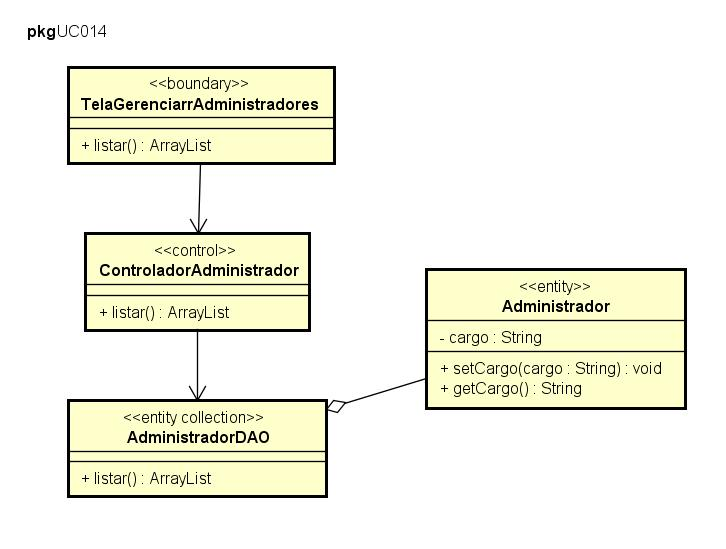 pkgUC014
<<boundary>>
TelaGerenciarrAdministradores
+ listar() : ArrayList
<<control>>
ControladorAdministrador
+ listar() : ArrayList
<<entity>>
Administrador
- cargo : String
+ setCargo(cargo : String) : void
+ getCargo() : String
<<entity collection>>
AdministradorDAO
+ listar() : ArrayList